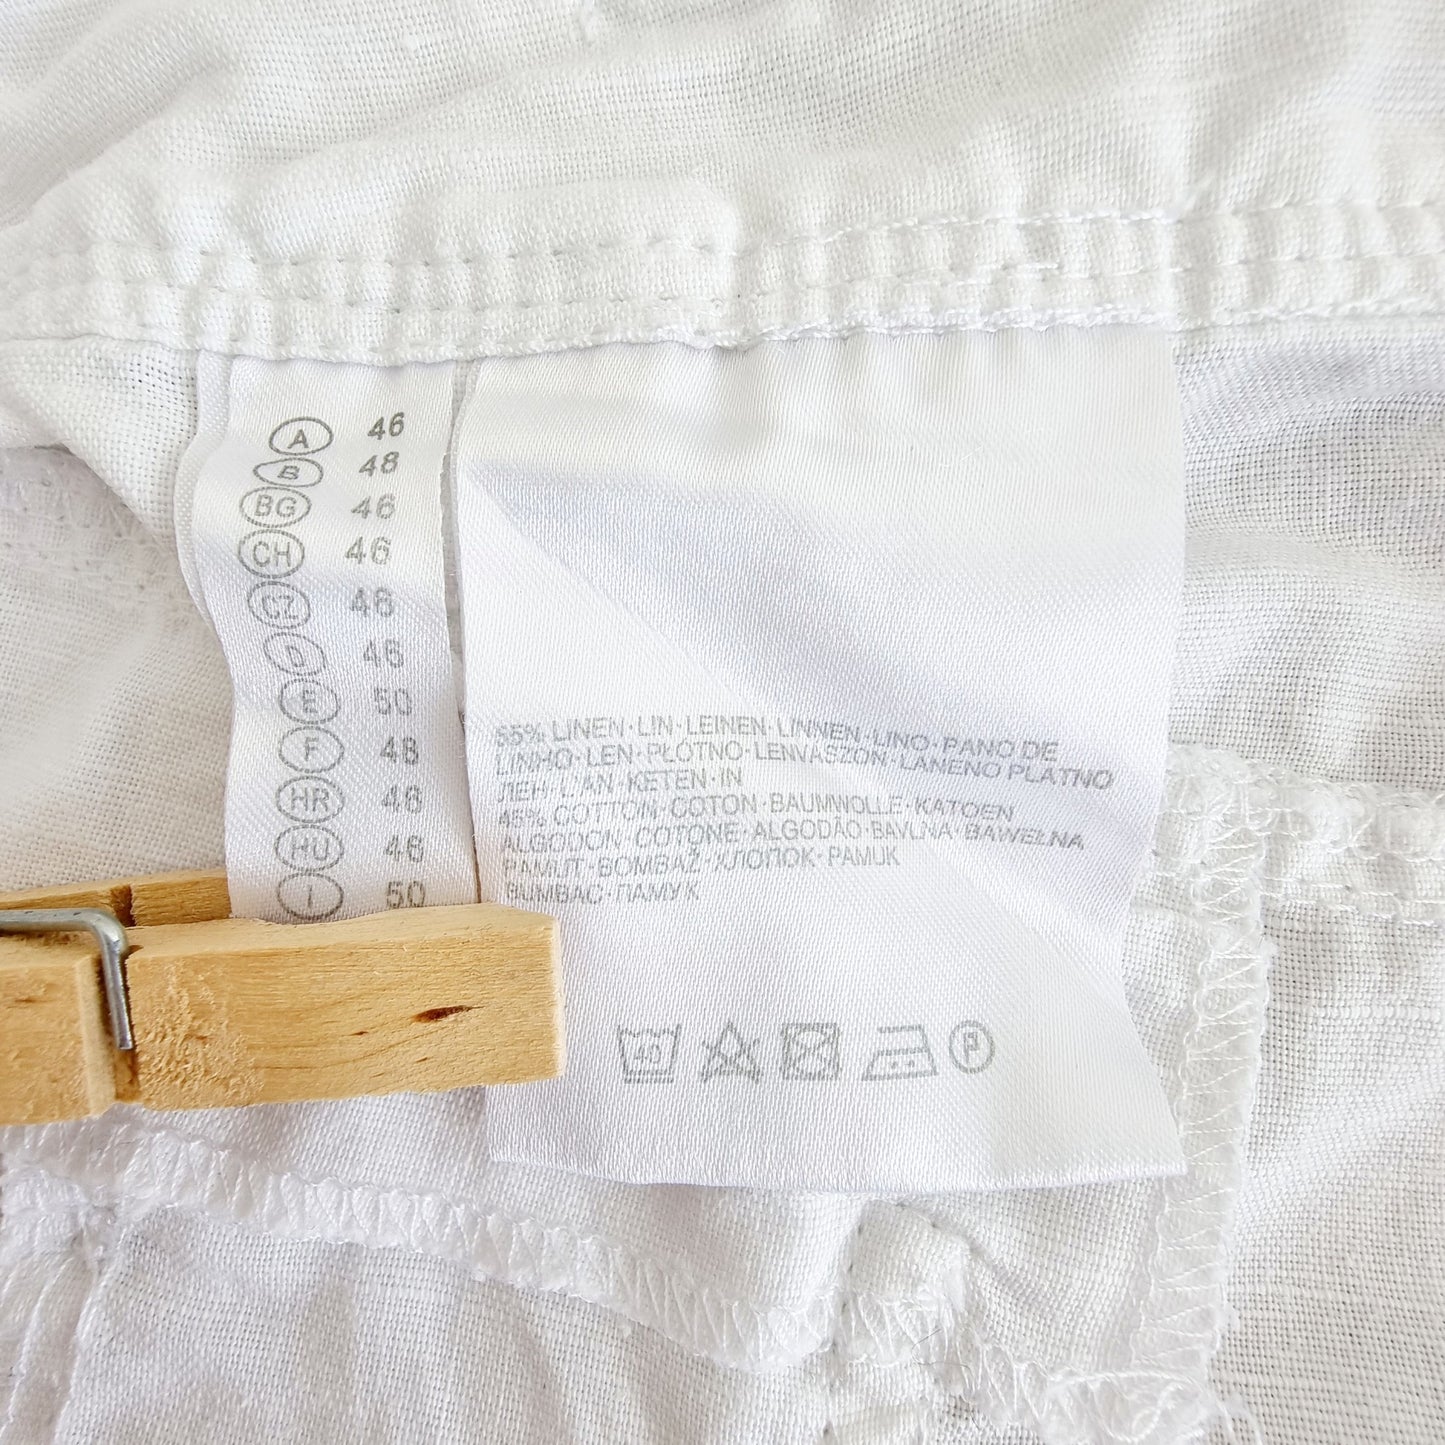 A 46
B 48
BG 46
CH 46
CZ 46
D 46
E 50
F 48
HR 46
HU 46
I 50
55% LINEN·LIN·LEINEN·LINNEN·LINO·PANO DE
LINHO·LEN·PŁÓTNO·LENVÁSZON·LANENO PLATNO
ЛЕН·L'AN·KETEN·IN
45% COTTON·COTON·BAUMWOLLE·KATOEN
ALGODON·COTONE·ALGODÃO·BAVLNA·BAWEŁNA
PAMUT·BOMBAŽ·ХЛОПОК·PAMUK
BUMBAC·ПАМУК
40 P